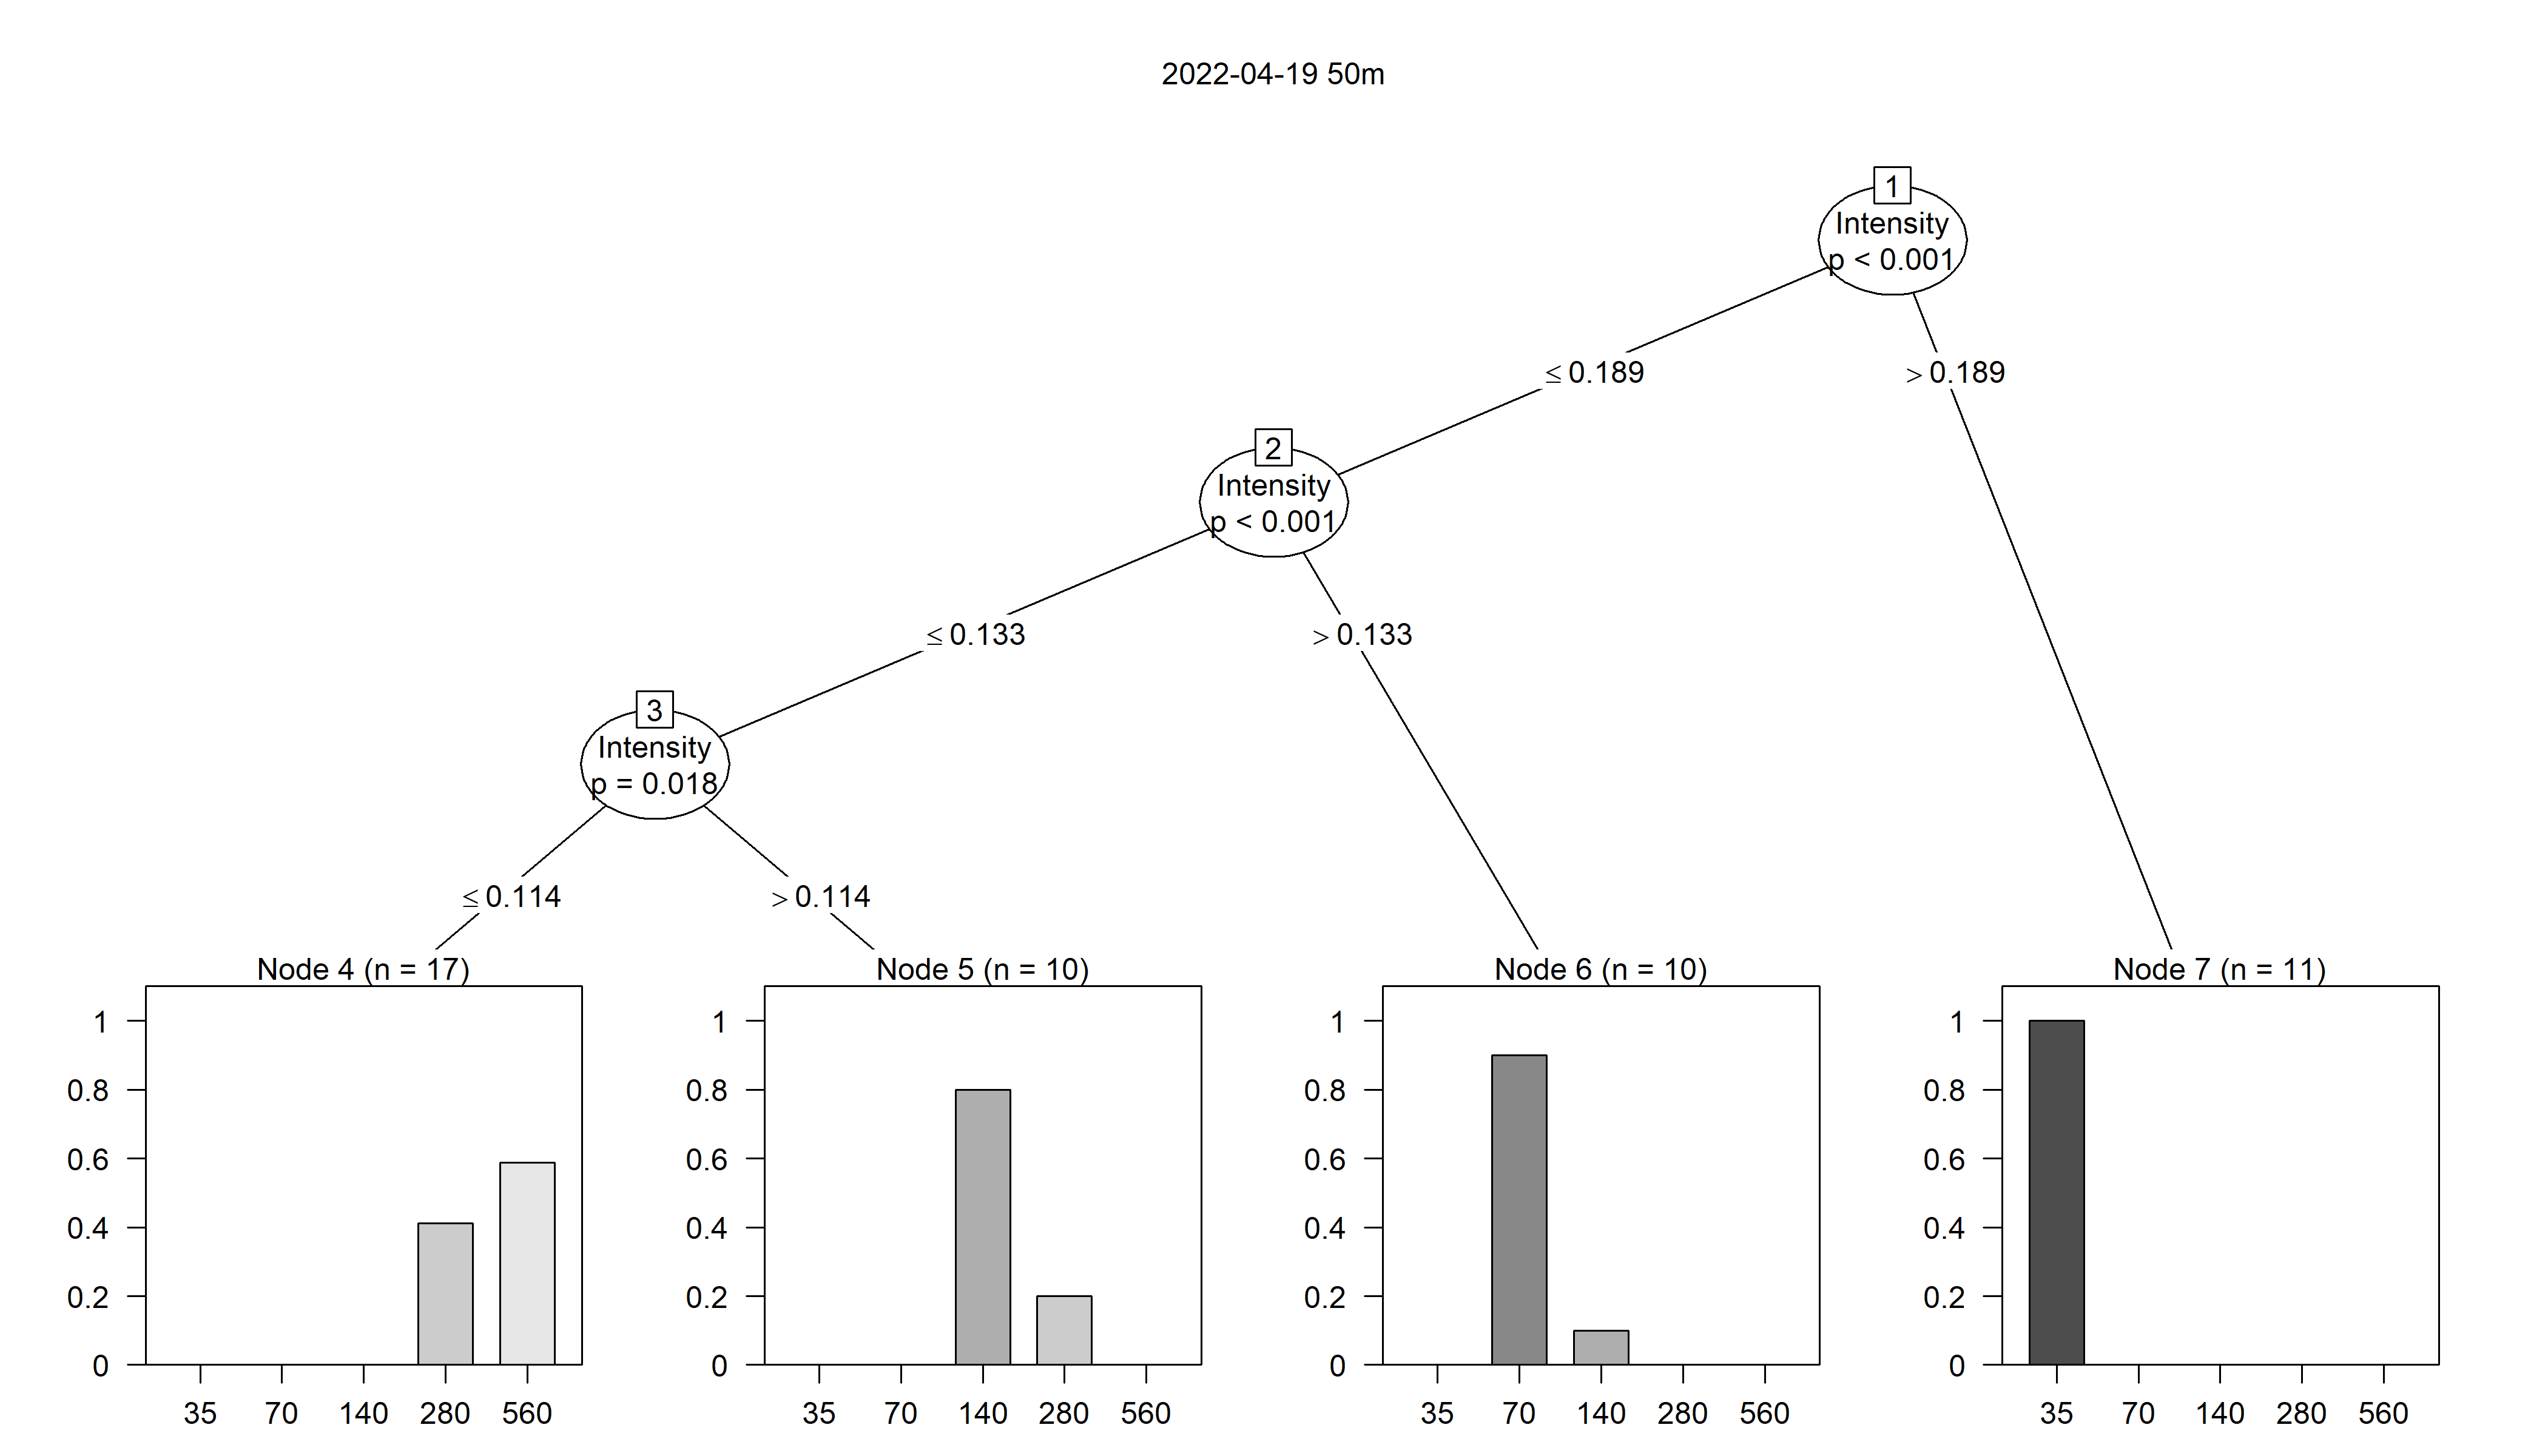 2022-04-19 50m
1
Intensity
p < 0.001
≤ 0.189
> 0.189
2
Intensity
p < 0.001
≤ 0.133
> 0.133
3
Intensity
p = 0.018
≤ 0.114
> 0.114
Node 4 (n = 17)
1
0.8
0.6
0.4
0.2
0
35 70 140 280 560
Node 5 (n = 10)
1
0.8
0.6
0.4
0.2
0
35 70 140 280 560
Node 6 (n = 10)
1
0.8
0.6
0.4
0.2
0
35 70 140 280 560
Node 7 (n = 11)
1
0.8
0.6
0.4
0.2
0
35 70 140 280 560